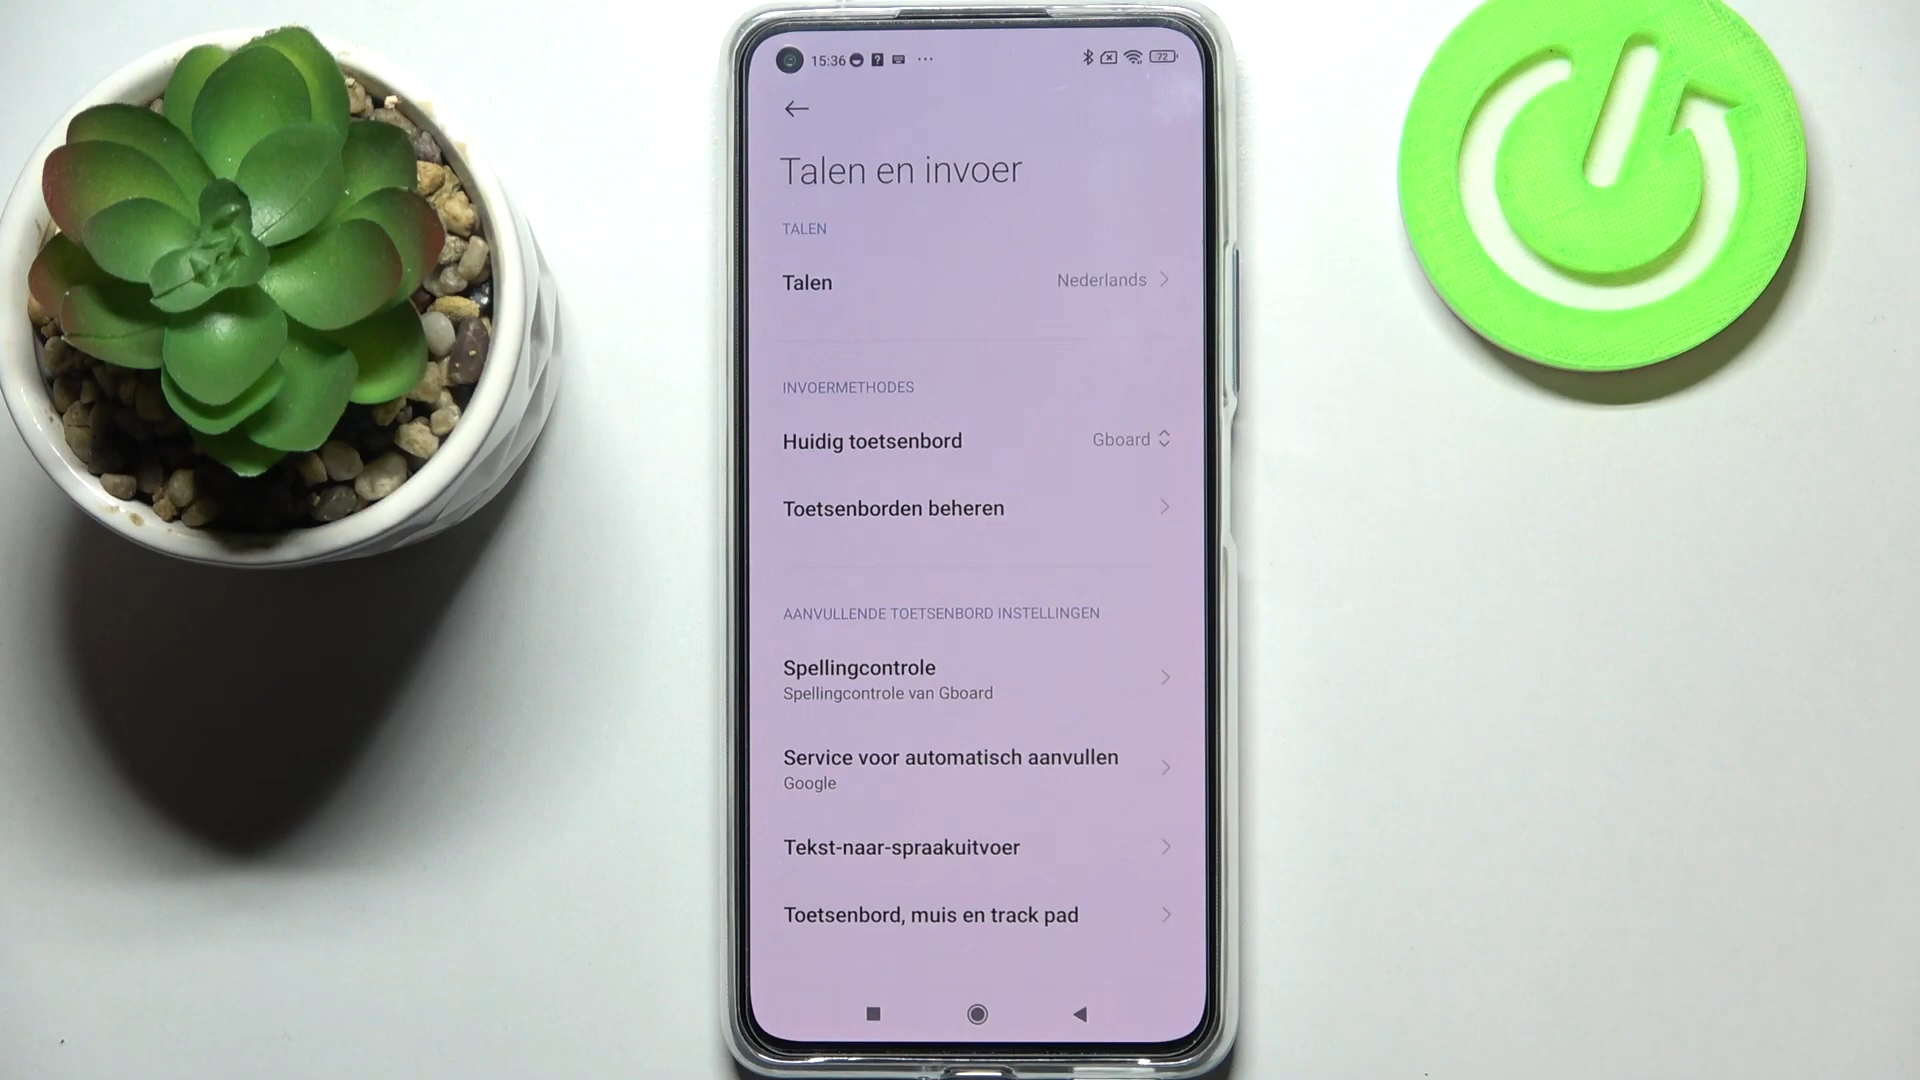 15:36 ? ... 72
Talen en invoer
TALEN
Talen Nederlands
INVOERMETHODES
Huidig toetsenbord Gboard
Toetsenborden beheren
AANVULLENDE TOETSENBORD INSTELLINGEN
Spellingcontrole
Spellingcontrole van Gboard
Service voor automatisch aanvullen
Google
Tekst-naar-spraakuitvoer
Toetsenbord, muis en track pad